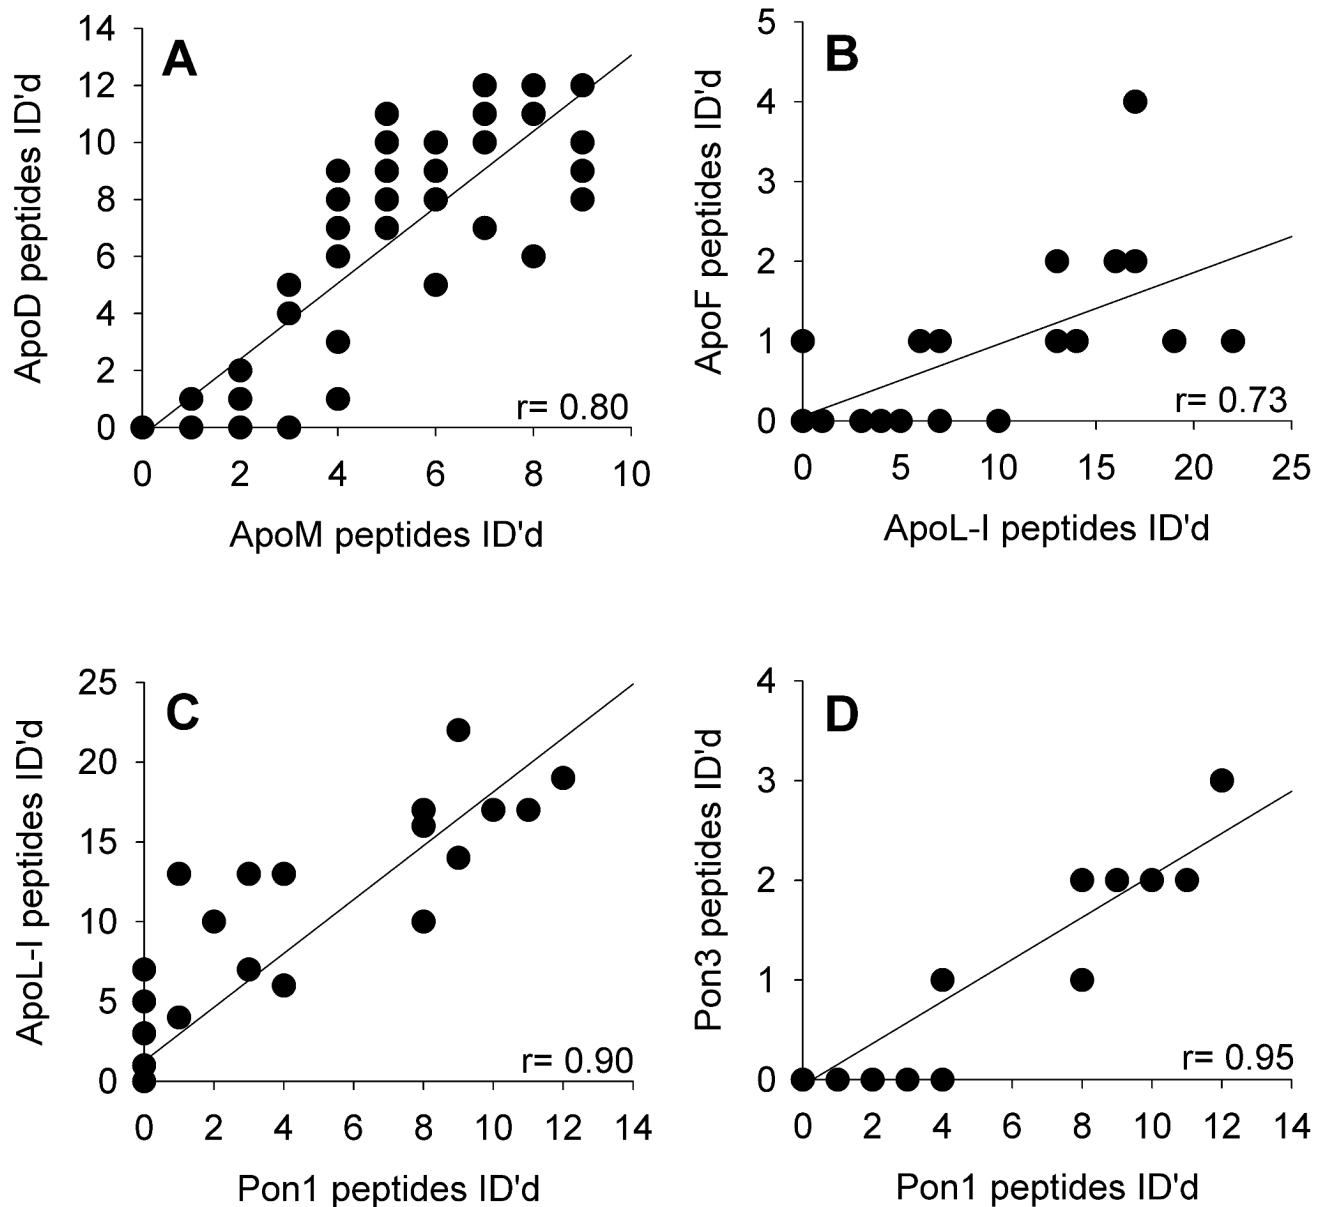 A
ApoD peptides ID'd
14
12
10
8
6
4
2
0
r= 0.80
0 2 4 6 8 10
ApoM peptides ID'd
B
ApoF peptides ID'd
5
4
3
2
1
0
r= 0.73
0 5 10 15 20 25
ApoL-I peptides ID'd
C
ApoL-I peptides ID'd
25
20
15
10
5
0
r= 0.90
0 2 4 6 8 10 12 14
Pon1 peptides ID'd
D
Pon3 peptides ID'd
4
3
2
1
0
r= 0.95
0 2 4 6 8 10 12 14
Pon1 peptides ID'd